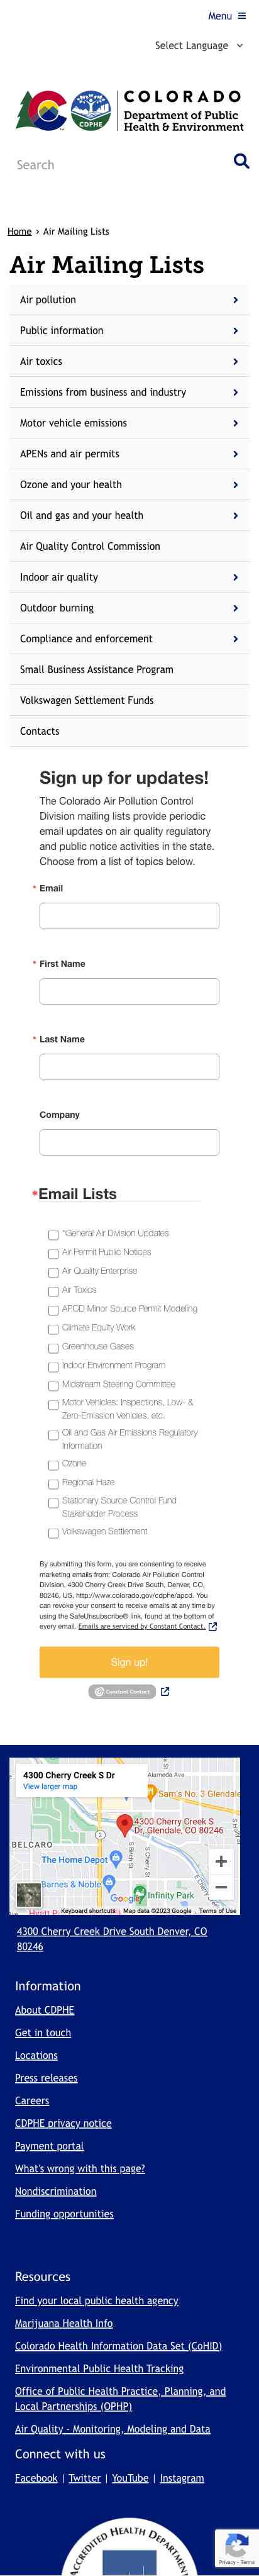 Menu
Select Language
CO
CDPHE
COLORADO
Department of Public
Health & Environment
Search
Home › Air Mailing Lists
Air Mailing Lists
Air pollution
Public information
Air toxics
Emissions from business and industry
Motor vehicle emissions
APENs and air permits
Ozone and your health
Oil and gas and your health
Air Quality Control Commission
Indoor air quality
Outdoor burning
Compliance and enforcement
Small Business Assistance Program
Volkswagen Settlement Funds
Contacts
Sign up for updates!
The Colorado Air Pollution Control
Division mailing lists provide periodic
email updates on air quality regulatory
and public notice activities in the state.
Choose from a list of topics below.
* Email
* First Name
* Last Name
Company
*Email Lists
*General Air Division Updates
Air Permit Public Notices
Air Quality Enterprise
Air Toxics
APCD Minor Source Permit Modeling
Climate Equity Work
Greenhouse Gases
Indoor Environment Program
Midstream Steering Committee
Motor Vehicles: Inspections, Low- &
Zero-Emission Vehicles, etc.
Oil and Gas Air Emissions Regulatory
Information
Ozone
Regional Haze
Stationary Source Control Fund
Stakeholder Process
Volkswagen Settlement
By submitting this form, you are consenting to receive
marketing emails from: Colorado Air Pollution Control
Division, 4300 Cherry Creek Drive South, Denver, CO,
80246, US, http://www.colorado.gov/cdphe/apcd. You
can revoke your consent to receive emails at any time by
using the SafeUnsubscribe® link, found at the bottom of
every email. Emails are serviced by Constant Contact.
Sign up!
Constant Contact
4300 Cherry Creek S Dr
View larger map
Alameda Ave
Sam's No. 3 Glendale
4300 Cherry Creek S
Dr, Glendale, CO 80246
2
BELCARO
The Home Depot
S Birch St
S Cherry St
Barnes & Noble
Google
Infinity Park
Hyatt
Keyboard shortcuts Map data ©2023 Google Terms of Use
4300 Cherry Creek Drive South Denver, CO
80246
Information
About CDPHE
Get in touch
Locations
Press releases
Careers
CDPHE privacy notice
Payment portal
What's wrong with this page?
Nondiscrimination
Funding opportunities
Resources
Find your local public health agency
Marijuana Health Info
Colorado Health Information Data Set (CoHID)
Environmental Public Health Tracking
Office of Public Health Practice, Planning, and
Local Partnerships (OPHP)
Air Quality - Monitoring, Modeling and Data
Connect with us
Facebook | Twitter | YouTube | Instagram
ACCREDITED HEALTH DEPARTMENT
Privacy - Terms